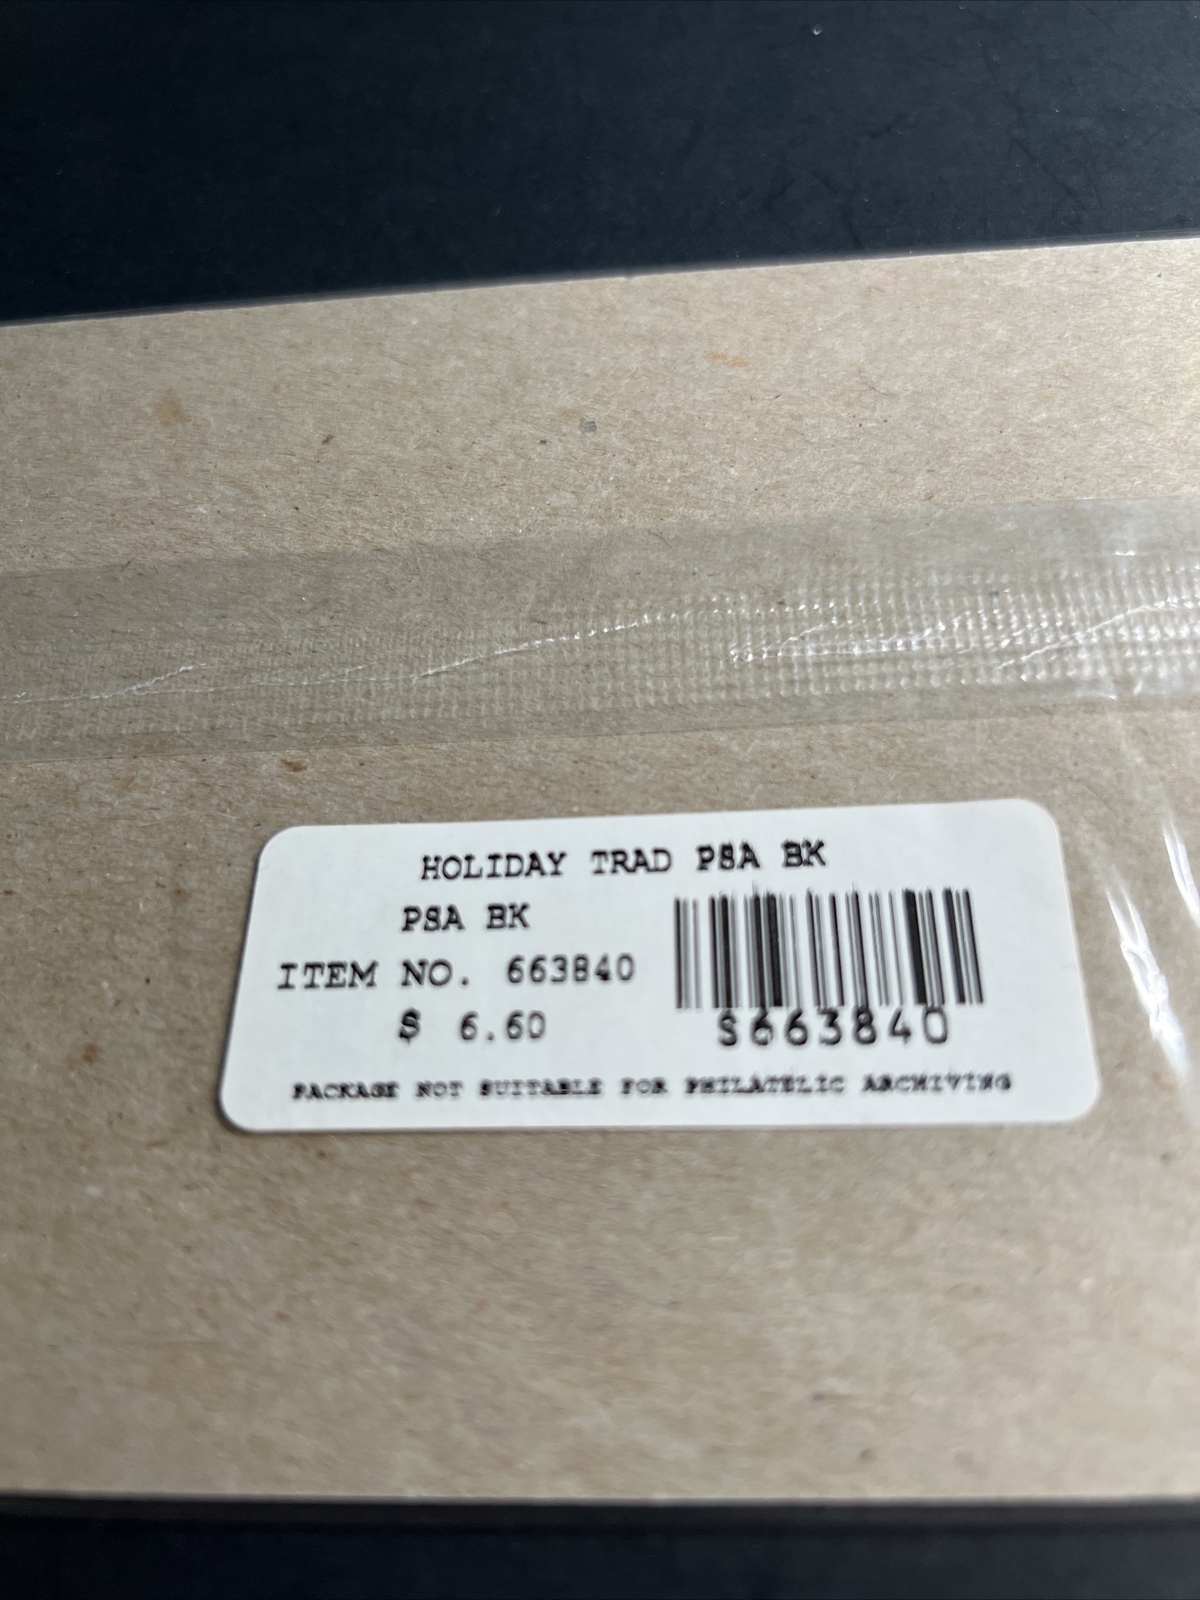 HOLIDAY TRAD PSA BK
PSA BK
ITEM NO. 663840
$ 6.60
S663840
PACKAGE NOT SUITABLE FOR PHILATELIC ARCHIVING